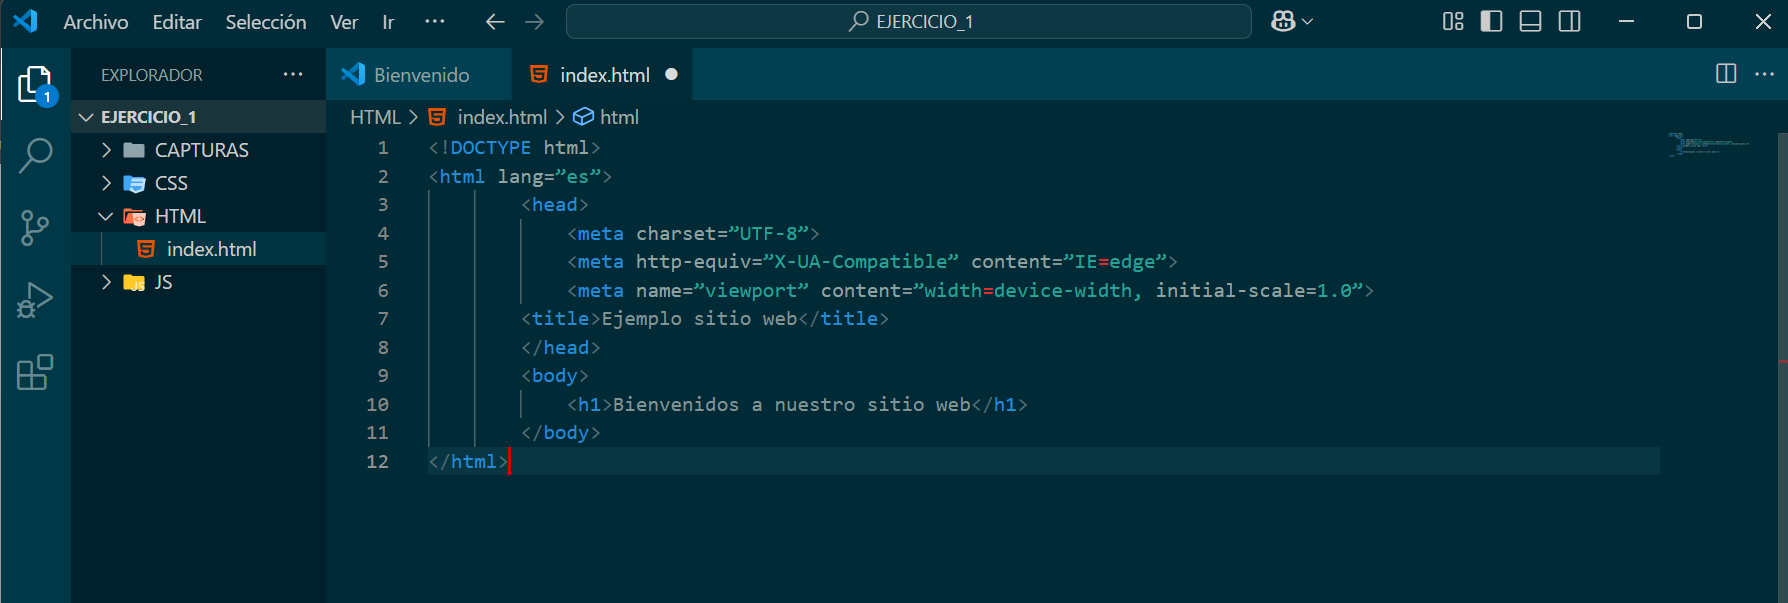 Archivo Editar Selección Ver Ir ··· EJERCICIO_1
EXPLORADOR ···
Bienvenido
index.html
1
EJERCICIO_1
CAPTURAS
CSS
HTML
index.html
JS
HTML > index.html > html
1 <!DOCTYPE html>
2 <html lang=”es”>
3 <head>
4 <meta charset=”UTF-8”>
5 <meta http-equiv=”X-UA-Compatible” content=”IE=edge”>
6 <meta name=”viewport” content=”width=device-width, initial-scale=1.0”>
7 <title>Ejemplo sitio web</title>
8 </head>
9 <body>
10 <h1>Bienvenidos a nuestro sitio web</h1>
11 </body>
12 </html>